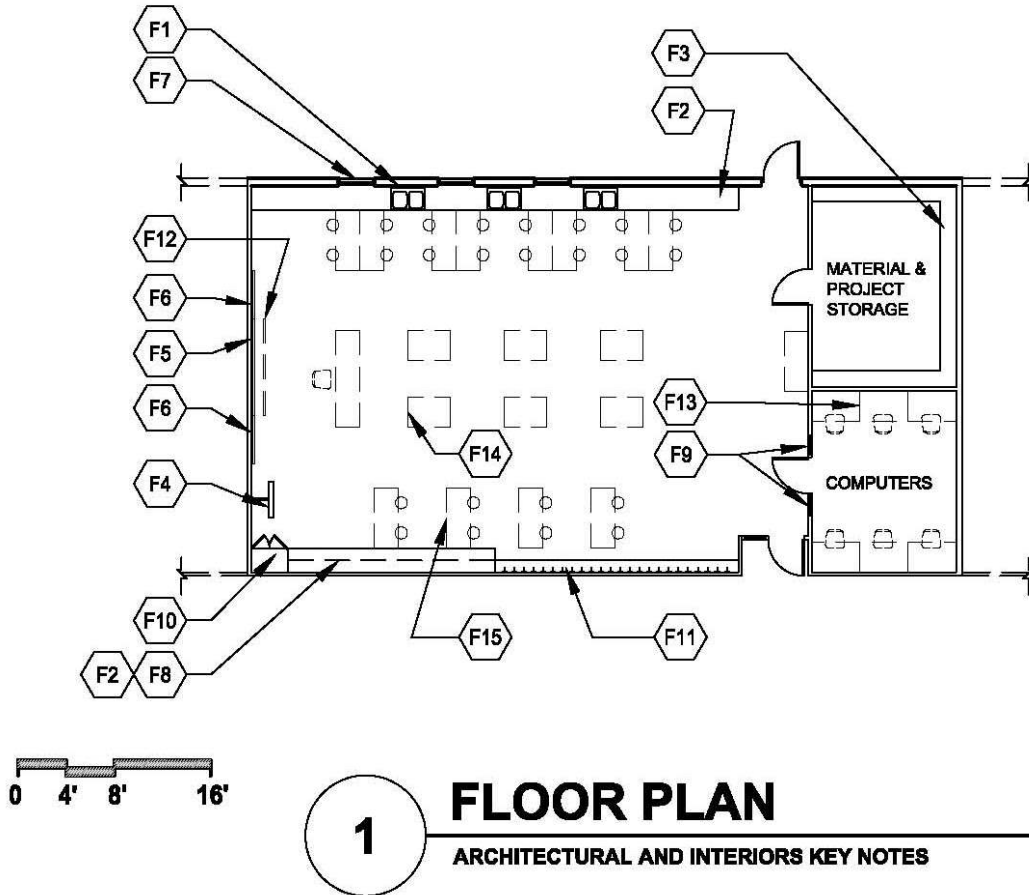 F1
F3
F7
F2
F12
F6
MATERIAL &
PROJECT
STORAGE
F5
F6
F13
F14
F9
F4
COMPUTERS
F10
F15
F11
F2 F8
0 4' 8' 16'
1
FLOOR PLAN
ARCHITECTURAL AND INTERIORS KEY NOTES